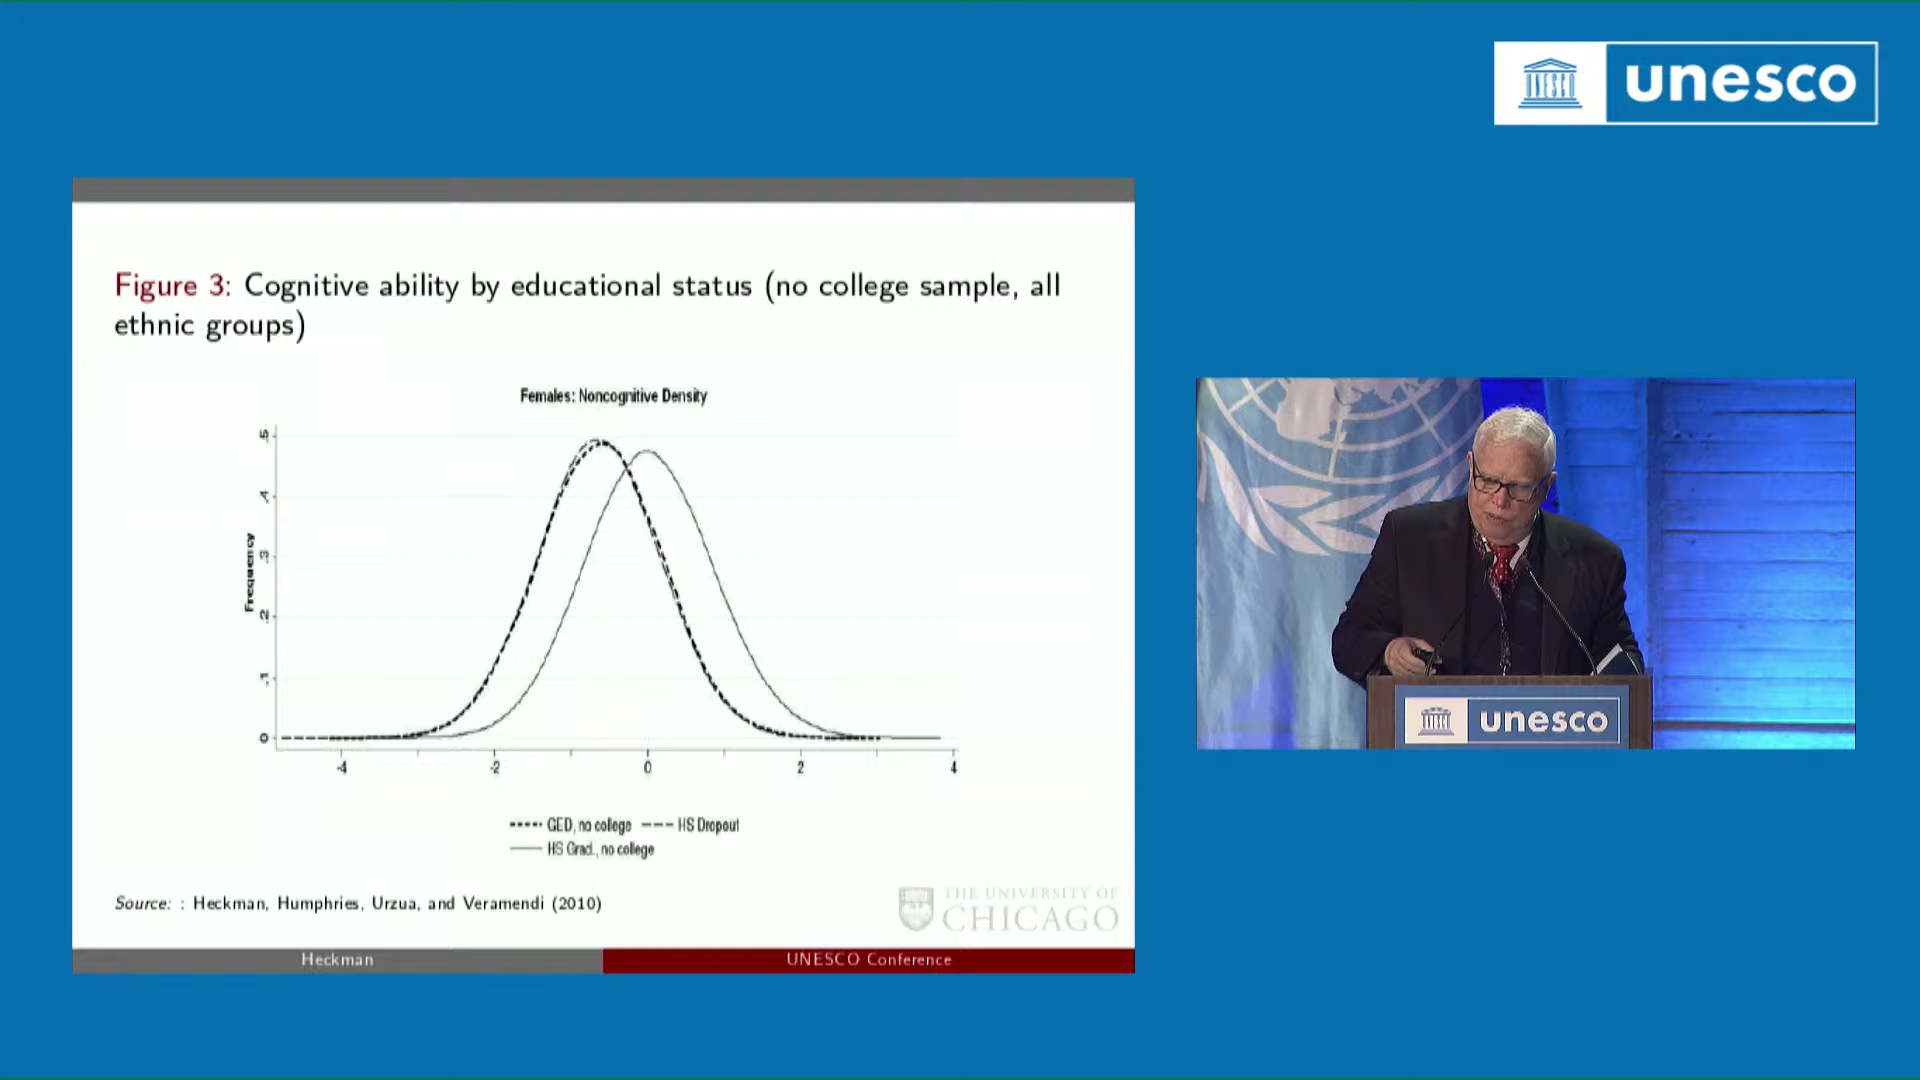 unesco
Figure 3: Cognitive ability by educational status (no college sample, all
ethnic groups)
Females: Noncognitive Density
Frequency
.5
.4
.3
.2
.1
0
-4 -2 0 2 4
GED, no college HS Dropout
HS Grad., no college
Source: : Heckman, Humphries, Urzua, and Veramendi (2010)
THE UNIVERSITY OF
CHICAGO
Heckman UNESCO Conference
unesco